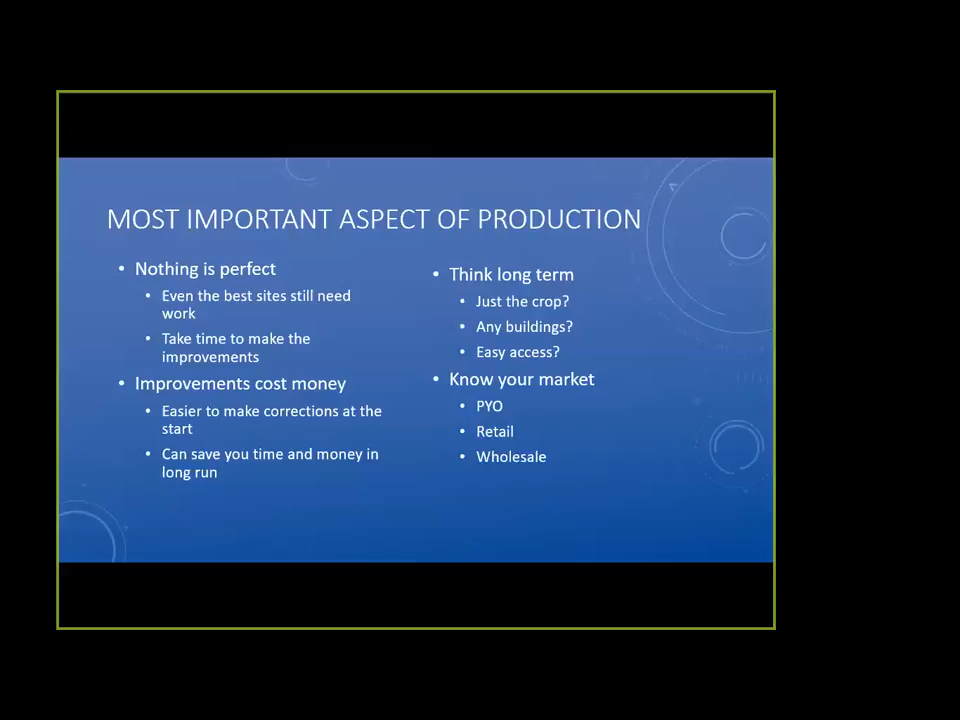 MOST IMPORTANT ASPECT OF PRODUCTION
• Nothing is perfect
• Even the best sites still need
work
• Take time to make the
improvements
• Improvements cost money
• Easier to make corrections at the
start
• Can save you time and money in
long run
• Think long term
• Just the crop?
• Any buildings?
• Easy access?
• Know your market
• PYO
• Retail
• Wholesale